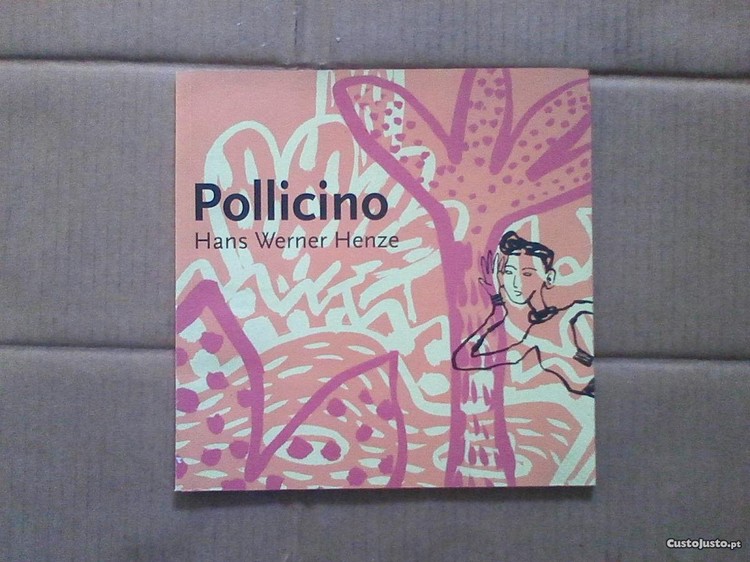 Pollicino
Hans Werner Henze
CustoJusto.pt